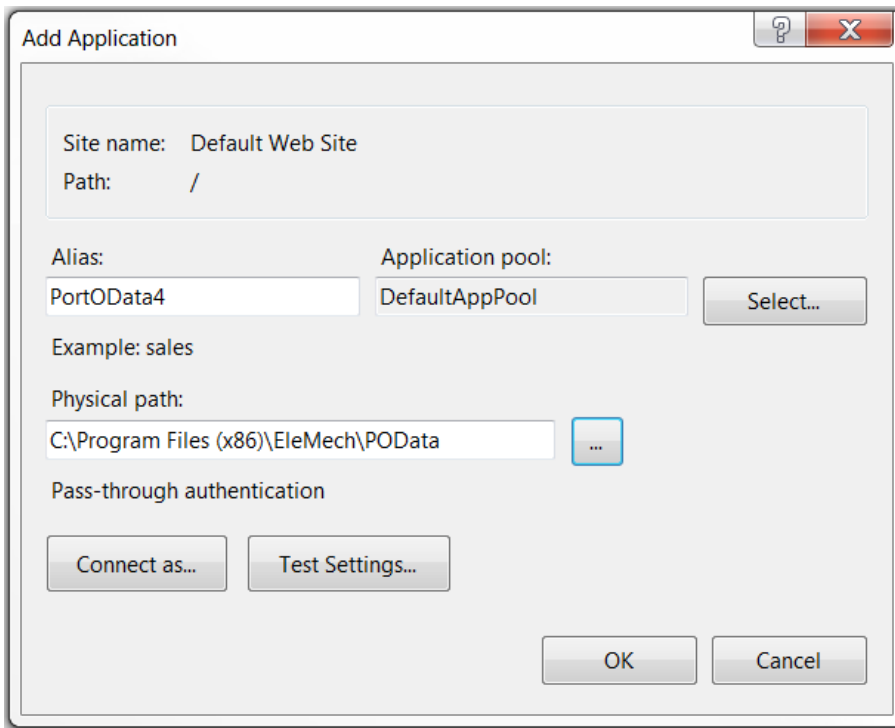 Add Application
Site name: Default Web Site
Path: /
Alias: Application pool:
PortOData4 DefaultAppPool Select...
Example: sales
Physical path:
C:\Program Files (x86)\EleMech\POData ...
Pass-through authentication
Connect as... Test Settings...
OK Cancel